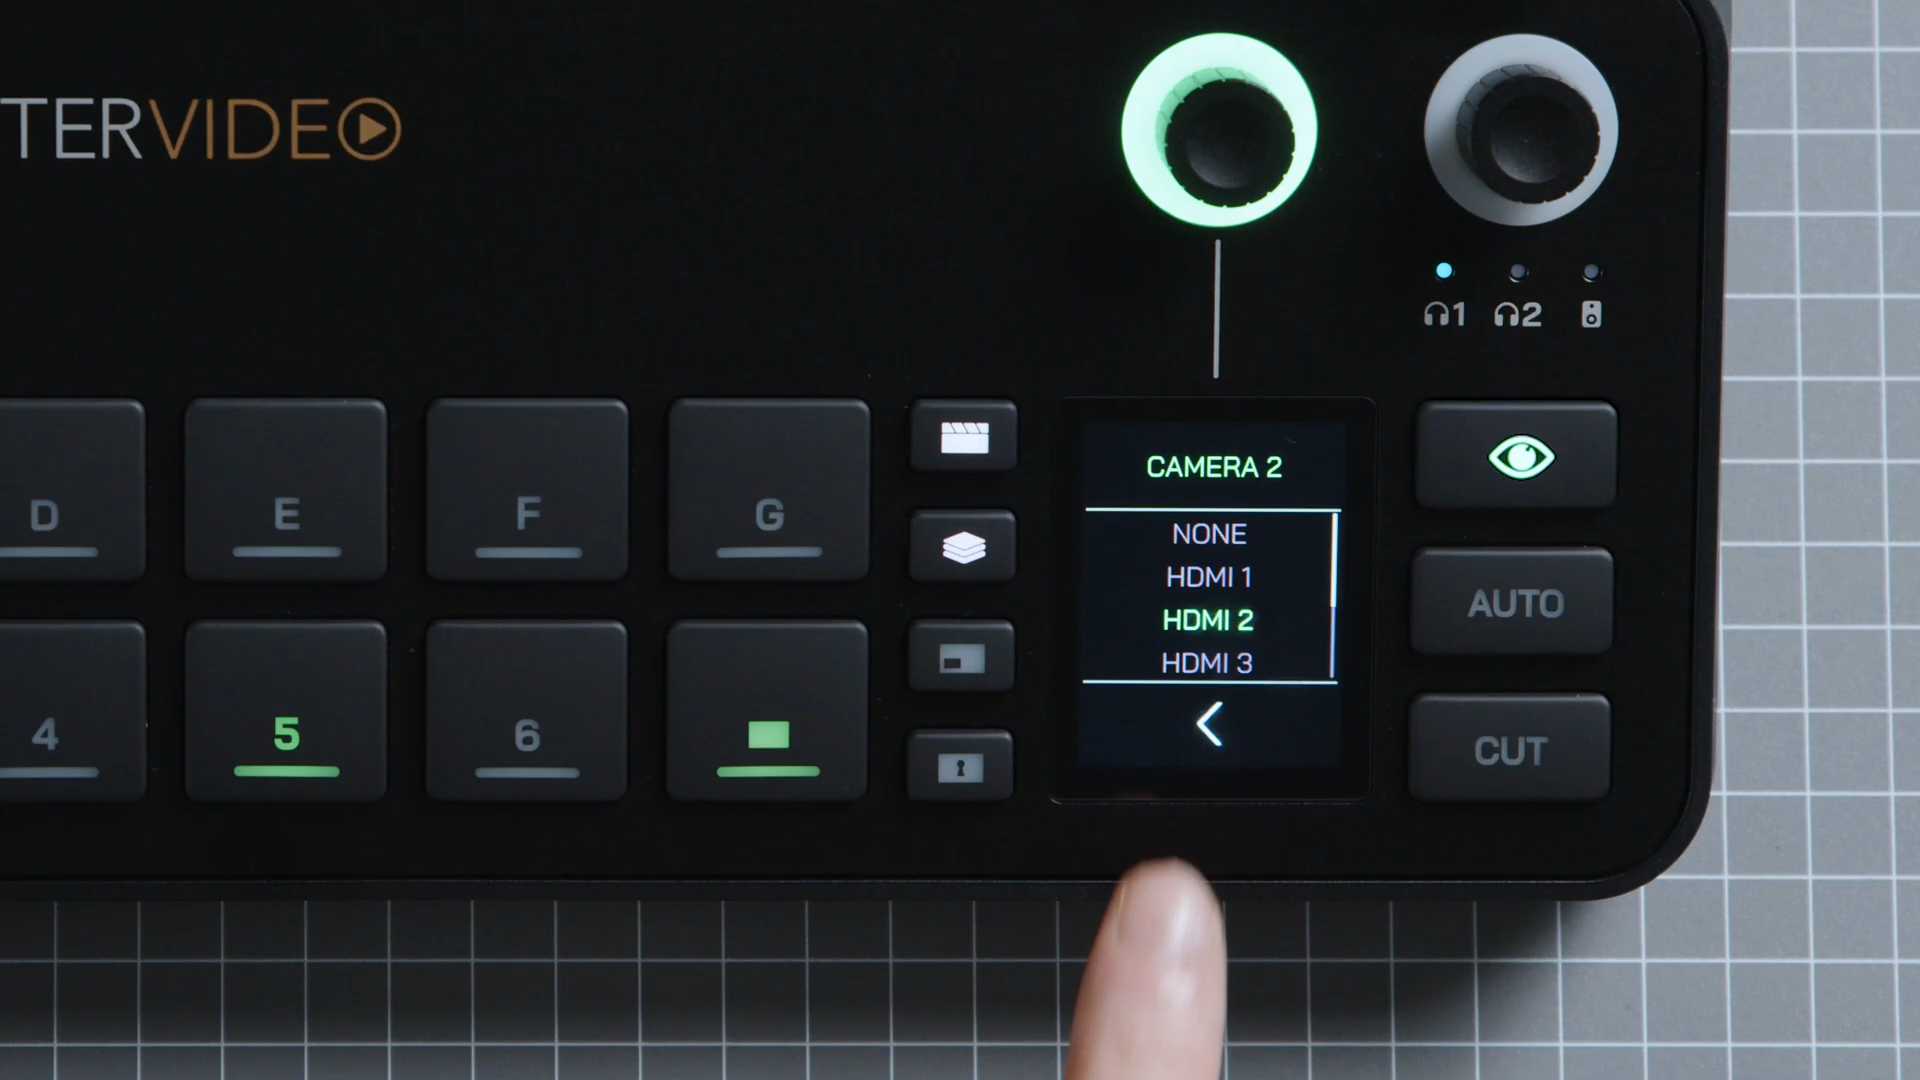 TERVIDEO
1 2
D E F G
4 5 6
CAMERA 2
NONE
HDMI 1
HDMI 2
HDMI 3
AUTO
CUT